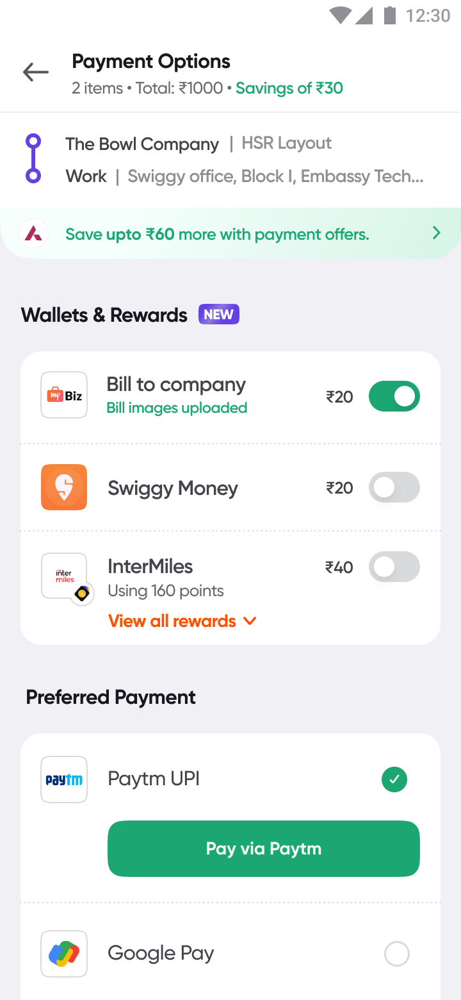 12:30
Payment Options
2 items • Total: ₹1000 • Savings of ₹30
The Bowl Company | HSR Layout
Work | Swiggy office, Block I, Embassy Tech...
Save upto ₹60 more with payment offers.
Wallets & Rewards NEW
my Biz
Bill to company
₹20
Bill images uploaded
Swiggy Money
₹20
inter
miles
InterMiles
₹40
Using 160 points
View all rewards
Preferred Payment
paytm
Paytm UPI
Pay via Paytm
Google Pay